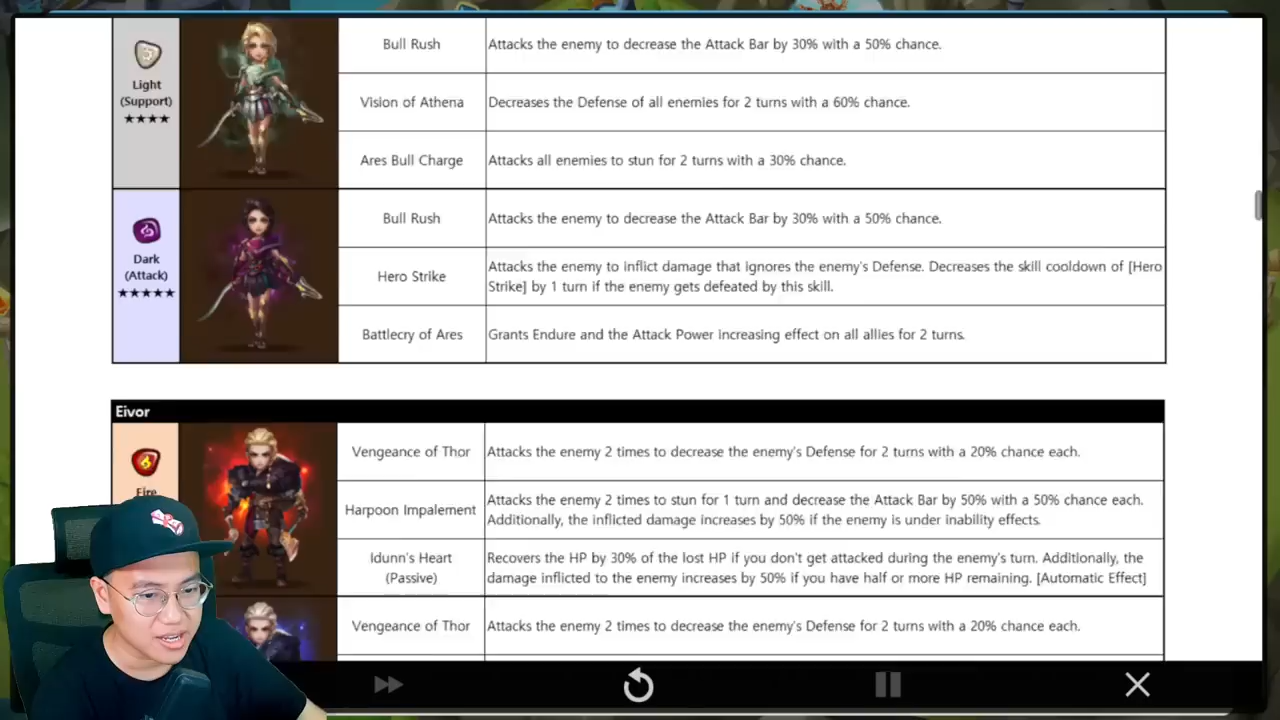 Light
(Support)
★★★★
Bull Rush
Attacks the enemy to decrease the Attack Bar by 30% with a 50% chance.
Vision of Athena
Decreases the Defense of all enemies for 2 turns with a 60% chance.
Ares Bull Charge
Attacks all enemies to stun for 2 turns with a 30% chance.
Dark
(Attack)
★★★★★
Bull Rush
Attacks the enemy to decrease the Attack Bar by 30% with a 50% chance.
Hero Strike
Attacks the enemy to inflict damage that ignores the enemy's Defense. Decreases the skill cooldown of [Hero
Strike] by 1 turn if the enemy gets defeated by this skill.
Battlecry of Ares
Grants Endure and the Attack Power increasing effect on all allies for 2 turns.
Eivor
Fire
Vengeance of Thor
Attacks the enemy 2 times to decrease the enemy's Defense for 2 turns with a 20% chance each.
Harpoon Impalement
Attacks the enemy 2 times to stun for 1 turn and decrease the Attack Bar by 50% with a 50% chance each.
Additionally, the inflicted damage increases by 50% if the enemy is under inability effects.
Idunn's Heart
(Passive)
Recovers the HP by 30% of the lost HP if you don't get attacked during the enemy's turn. Additionally, the
damage inflicted to the enemy increases by 50% if you have half or more HP remaining. [Automatic Effect]
Vengeance of Thor
Attacks the enemy 2 times to decrease the enemy's Defense for 2 turns with a 20% chance each.